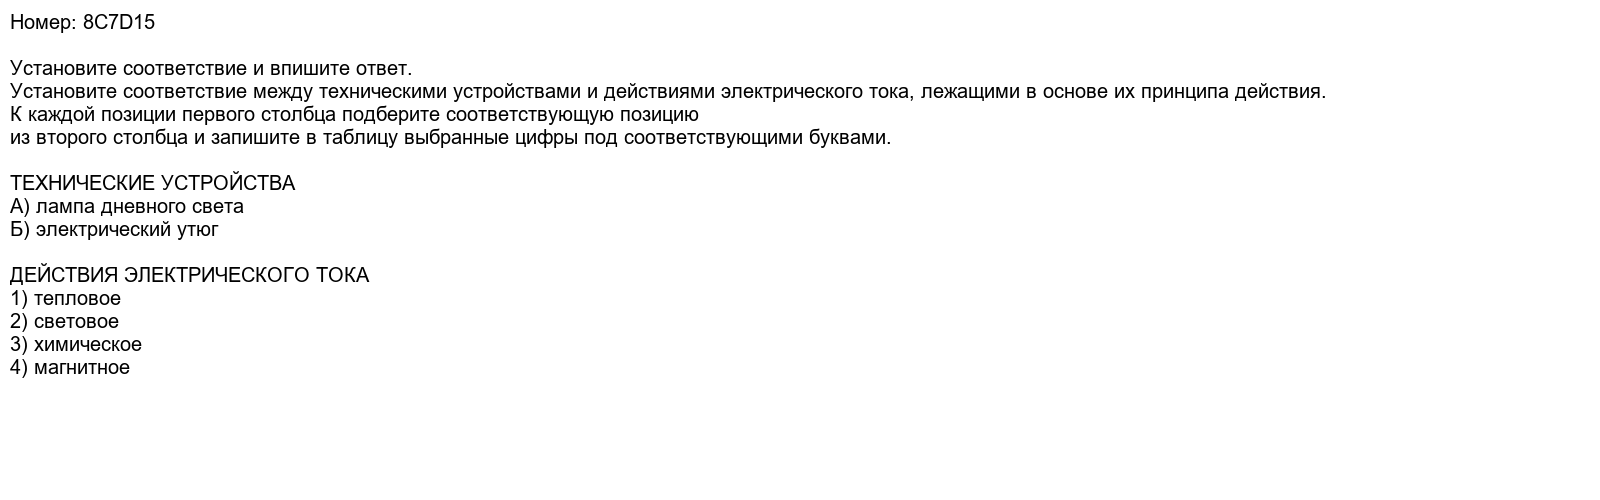 Номер: 8C7D15
Установите соответствие и впишите ответ.
Установите соответствие между техническими устройствами и действиями электрического тока, лежащими в основе их принципа действия.
К каждой позиции первого столбца подберите соответствующую позицию
из второго столбца и запишите в таблицу выбранные цифры под соответствующими буквами.
ТЕХНИЧЕСКИЕ УСТРОЙСТВА
А) лампа дневного света
Б) электрический утюг
ДЕЙСТВИЯ ЭЛЕКТРИЧЕСКОГО ТОКА
1) тепловое
2) световое
3) химическое
4) магнитное